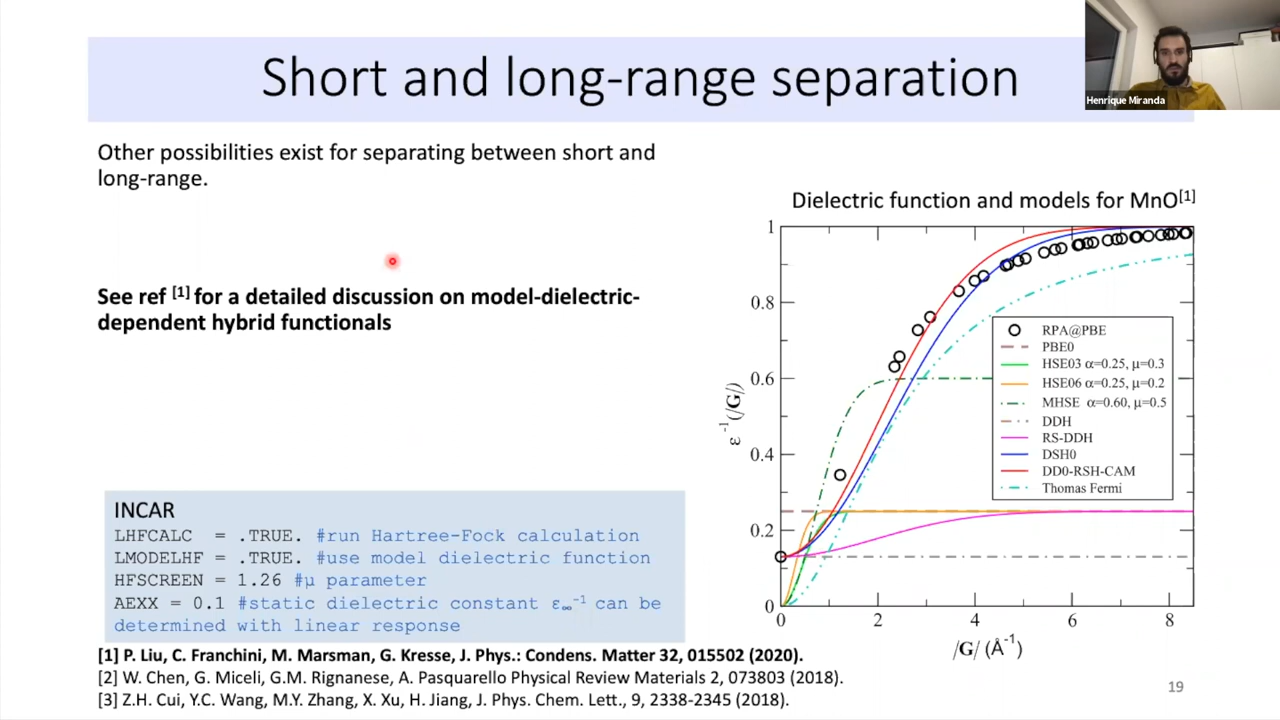 Short and long-range separation
Henrique Miranda
Other possibilities exist for separating between short and
long-range.
See ref [1] for a detailed discussion on model-dielectric-
dependent hybrid functionals
INCAR
LHFCALC = .TRUE. #run Hartree-Fock calculation
LMODELHF = .TRUE. #use model dielectric function
HFSCREEN = 1.26 #μ parameter
AEXX = 0.1 #static dielectric constant ε∞⁻¹ can be
determined with linear response
Dielectric function and models for MnO[1]
1
0.8
0.6
0.4
0.2
0
ε⁻¹(/G/)
0 2 4 6 8
/G/ (Å⁻¹)
RPA@PBE
PBE0
HSE03 α=0.25, μ=0.3
HSE06 α=0.25, μ=0.2
MHSE α=0.60, μ=0.5
DDH
RS-DDH
DSH0
DD0-RSH-CAM
Thomas Fermi
[1] P. Liu, C. Franchini, M. Marsman, G. Kresse, J. Phys.: Condens. Matter 32, 015502 (2020).
[2] W. Chen, G. Miceli, G.M. Rignanese, A. Pasquarello Physical Review Materials 2, 073803 (2018).
[3] Z.H. Cui, Y.C. Wang, M.Y. Zhang, X. Xu, H. Jiang, J. Phys. Chem. Lett., 9, 2338-2345 (2018).
19